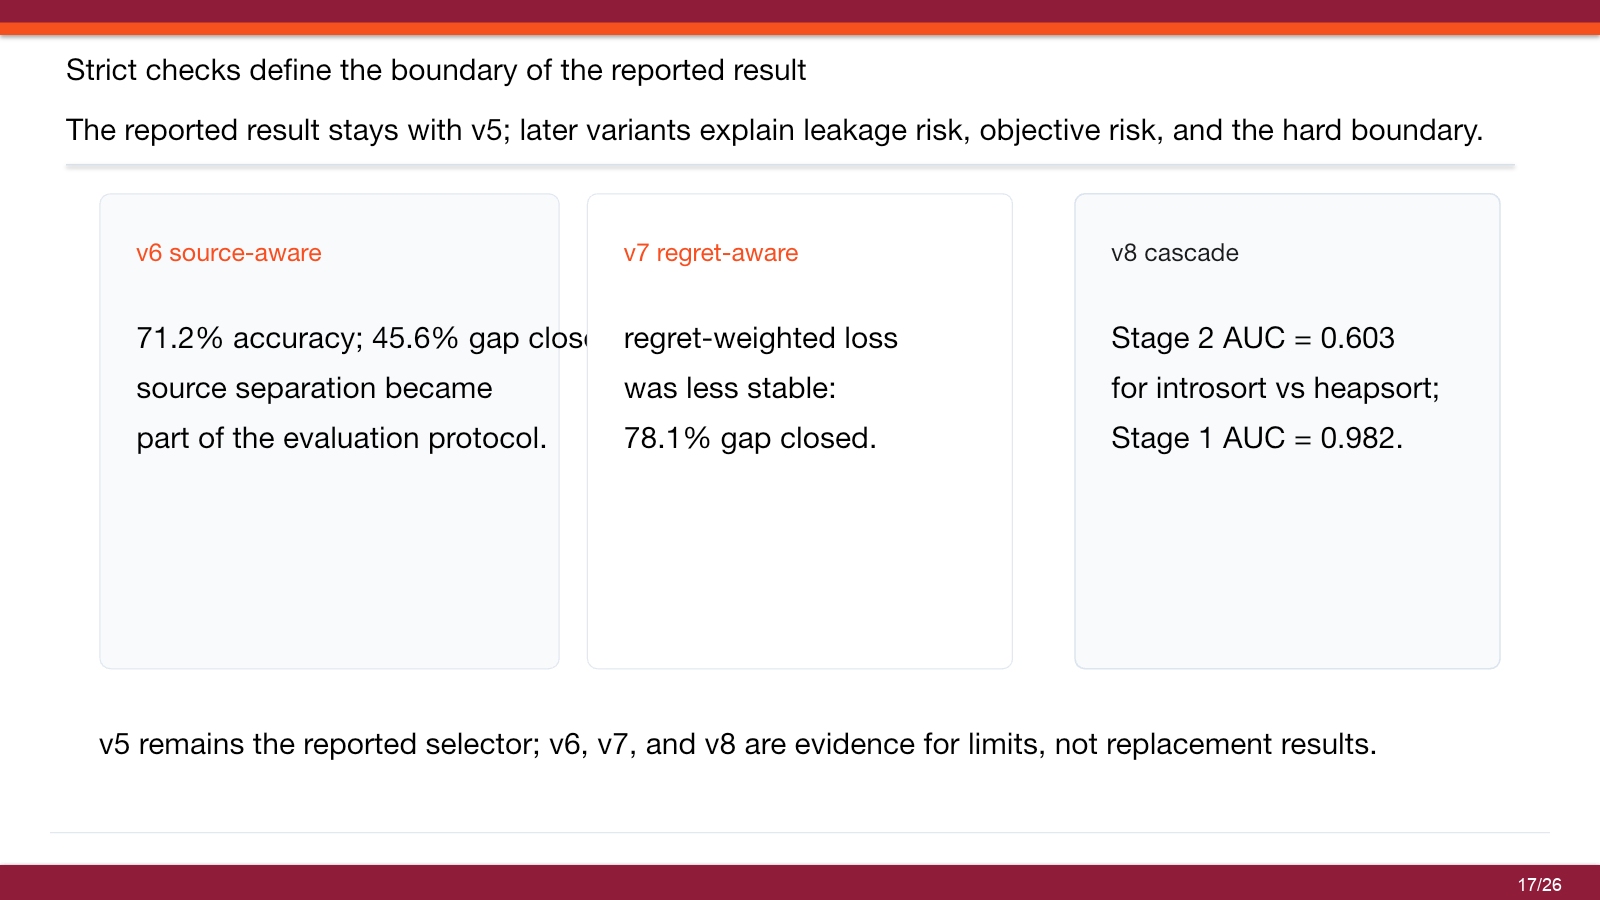 Strict checks define the boundary of the reported result
The reported result stays with v5; later variants explain leakage risk, objective risk, and the hard boundary.
v6 source-aware
71.2% accuracy; 45.6% gap clos
source separation became
part of the evaluation protocol.
v7 regret-aware
regret-weighted loss
was less stable:
78.1% gap closed.
v8 cascade
Stage 2 AUC = 0.603
for introsort vs heapsort;
Stage 1 AUC = 0.982.
v5 remains the reported selector; v6, v7, and v8 are evidence for limits, not replacement results.
17/26